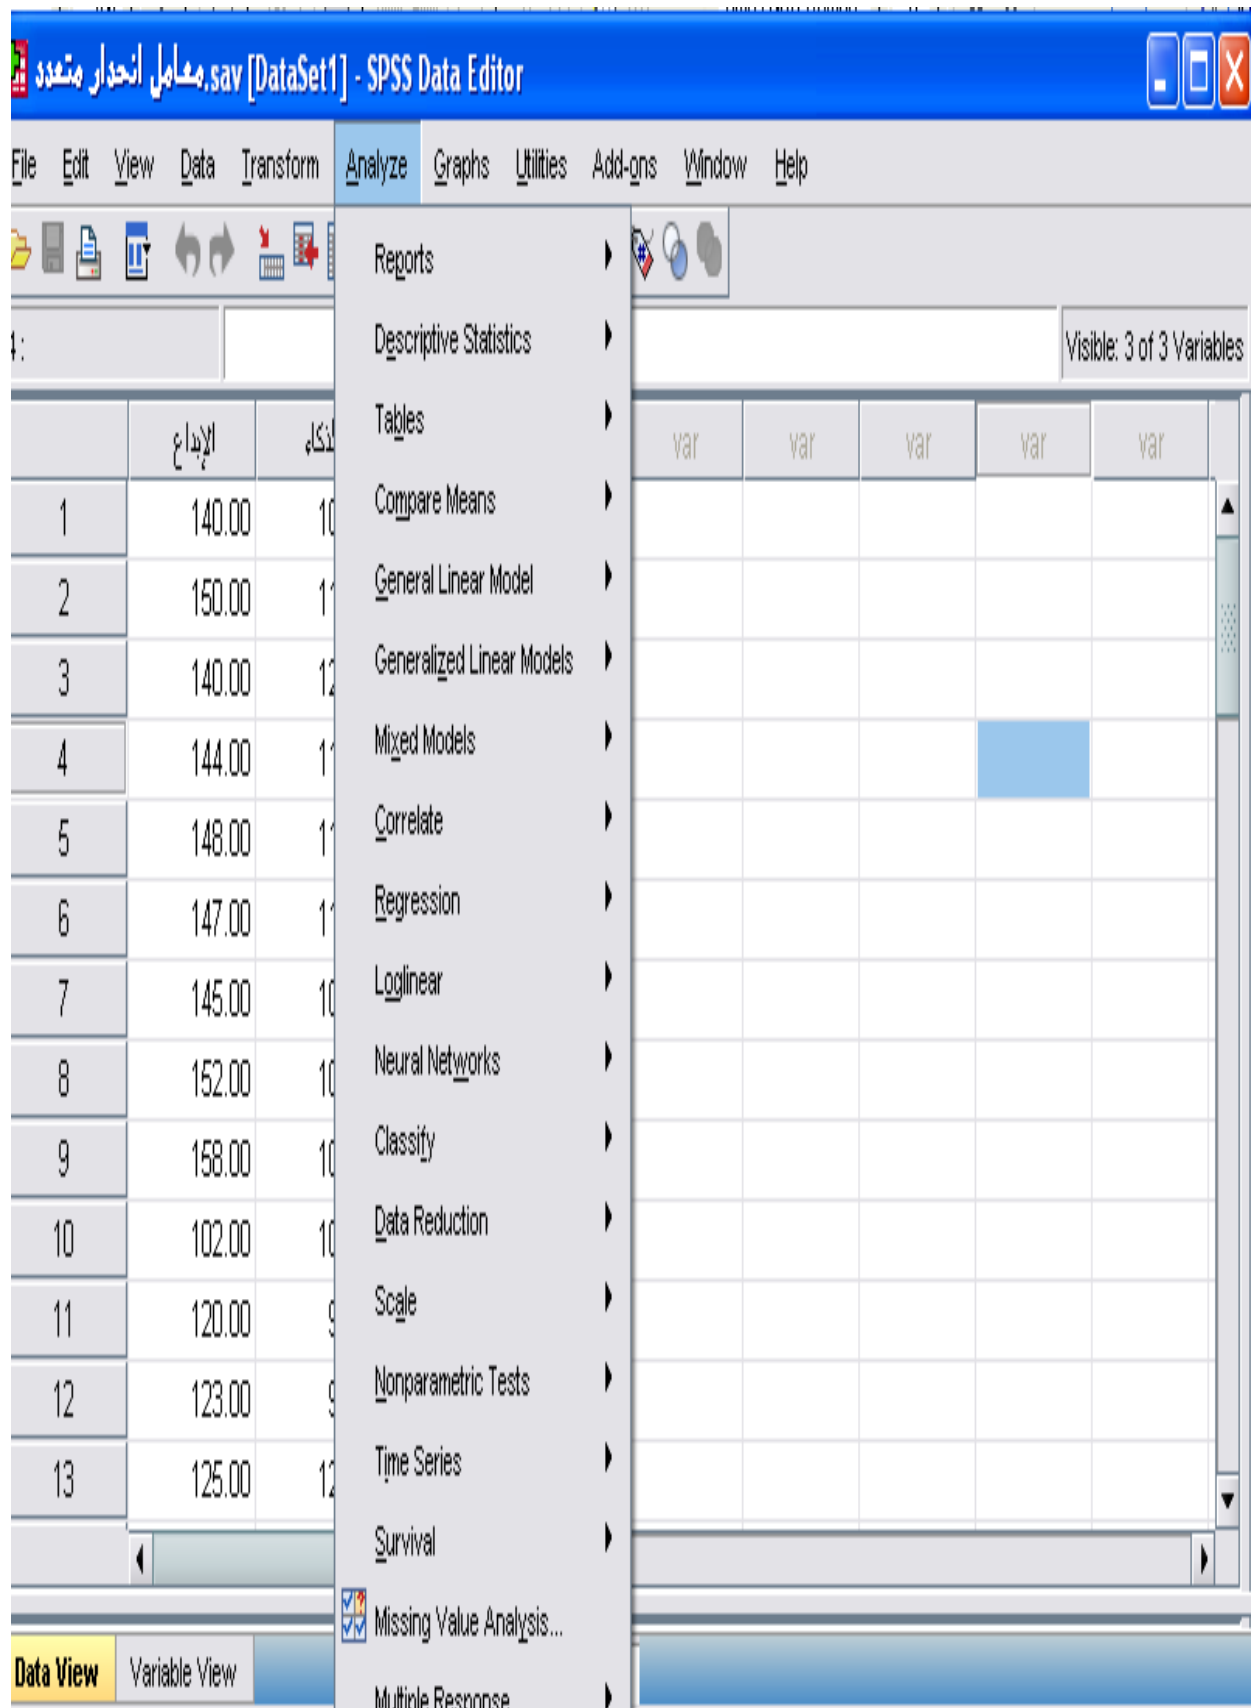 معامل انحدار متعدد.sav [DataSet1] - SPSS Data Editor
File Edit View Data Transform Analyze Graphs Utilities Add-ons Window Help
Visible: 3 of 3 Variables
Reports
Descriptive Statistics
Tables
Compare Means
General Linear Model
Generalized Linear Models
Mixed Models
Correlate
Regression
Loglinear
Neural Networks
Classify
Data Reduction
Scale
Nonparametric Tests
Time Series
Survival
Missing Value Analysis...
Multiple Response
الإبداع var var var var var
1 140.00
2 150.00
3 140.00
4 144.00
5 148.00
6 147.00
7 145.00
8 152.00
9 158.00
10 102.00
11 120.00
12 123.00
13 125.00
Data View Variable View